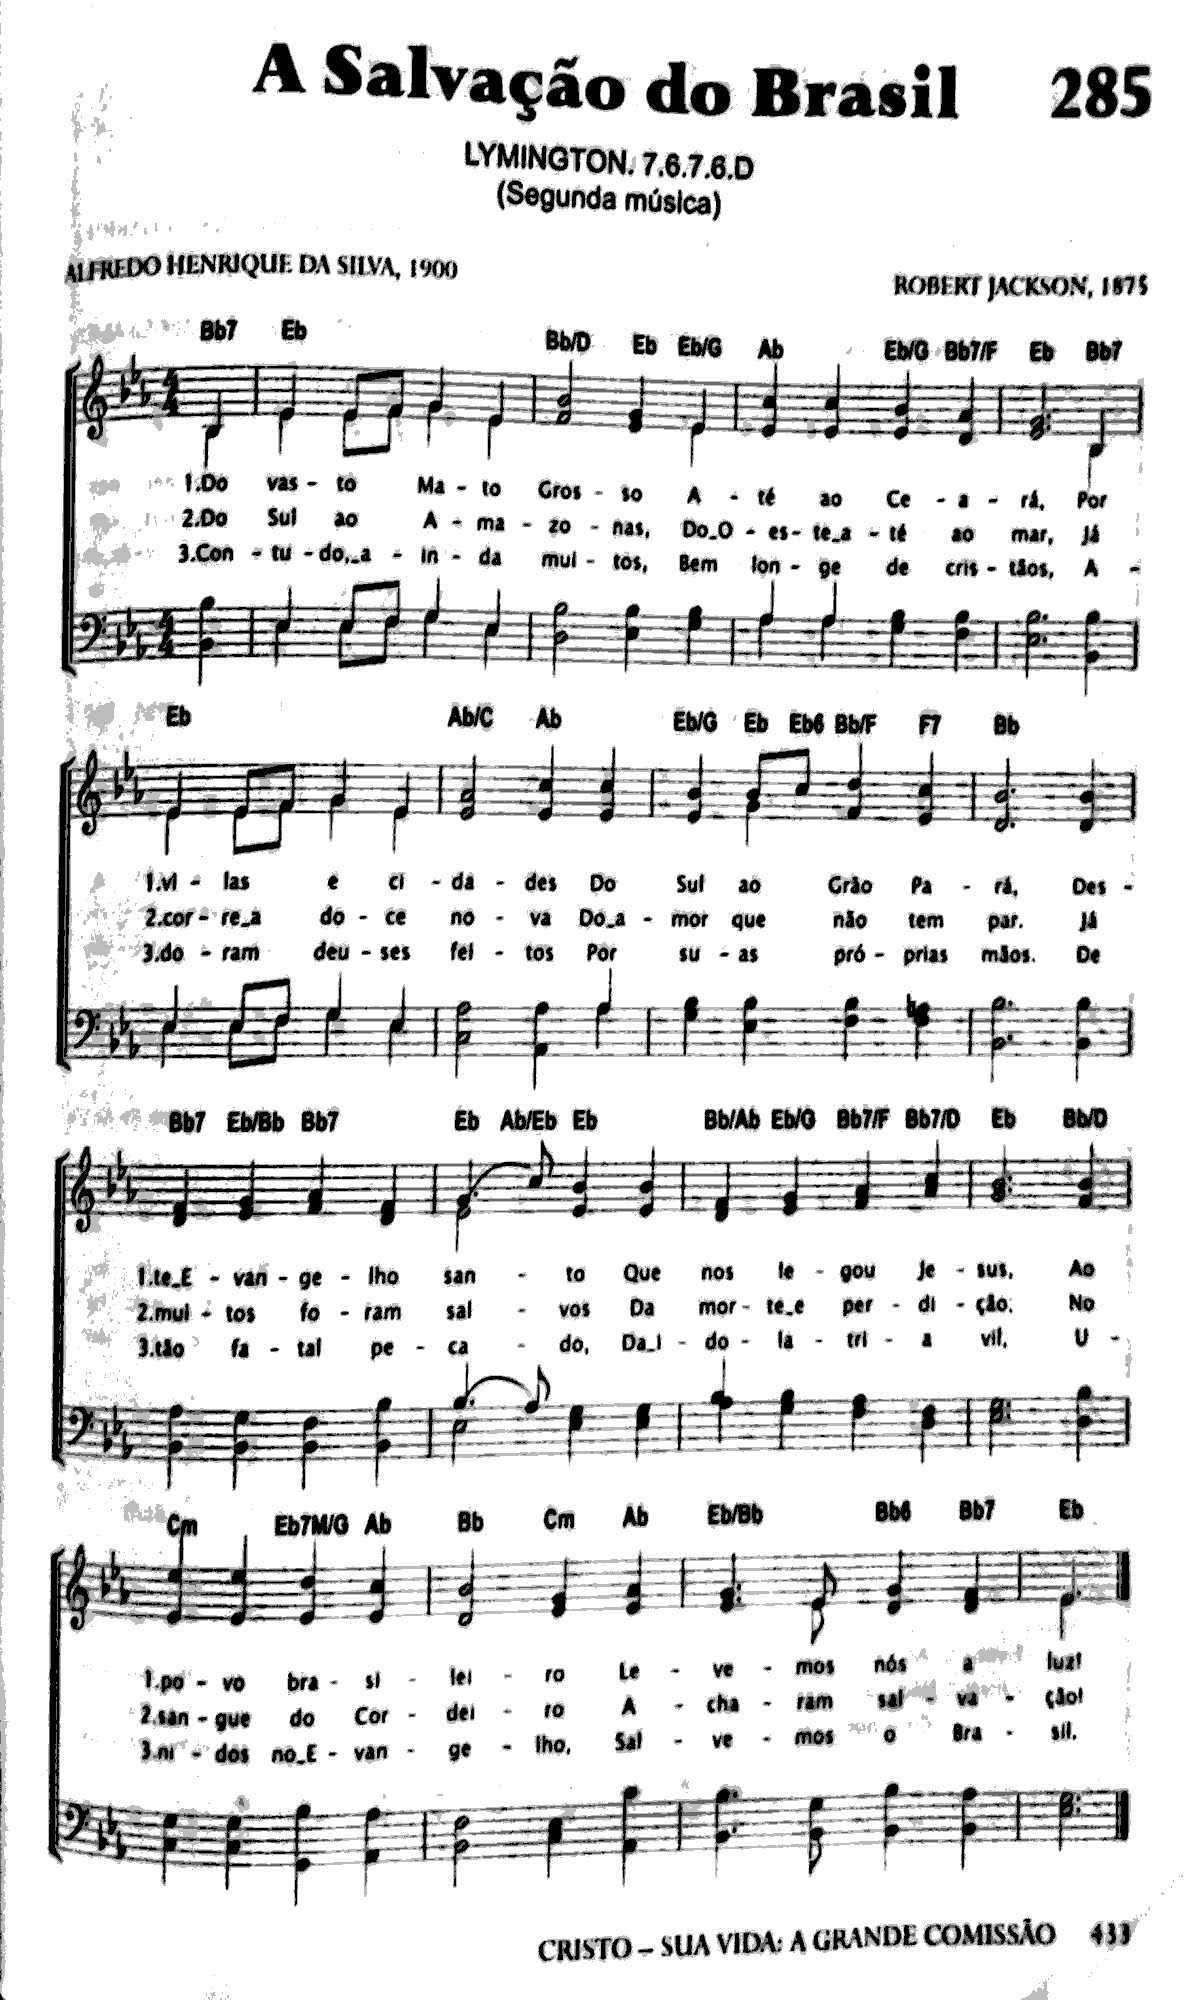 A Salvação do Brasil 285
LYMINGTON. 7.6.7.6.D
(Segunda música)
ALFREDO HENRIQUE DA SILVA, 1900
ROBERT JACKSON, 1875
Bb7 Eb Bb/D Eb Eb/G Ab Eb/G Bb7/F Eb Bb7
1.Do vas - to Ma - to Gros - so A - té ao Ce - a - rá, Por
2.Do Sul ao A - ma - zo - nas, Do_O - es - te_a - té ao mar, Já
3.Con - tu - do,_a - in - da mui - tos, Bem lon - ge de cris - tãos, A -
Eb Ab/C Ab Eb/G Eb Eb6 Bb/F F7 Bb
1.vi - las e ci - da - des Do Sul ao Grão Pa - rá, Des -
2.cor - re_a do - ce no - va Do_a - mor que não tem par. Já
3.do - ram deu - ses fei - tos Por su - as pró - prias mãos. De
Bb7 Eb/Bb Bb7 Eb Ab/Eb Eb Bb/Ab Eb/G Bb7/F Bb7/D Eb Bb/D
1.te_E - van - ge - lho san - to Que nos le - gou Je - sus, Ao
2.mui - tos fo - ram sal - vos Da mor - te_e per - di - ção; No
3.tão fa - tal pe - ca - do, Da_i - do - la - tri - a vil, U -
Cm Eb7M/G Ab Bb Cm Ab Eb/Bb Bb6 Bb7 Eb
1.po - vo bra - si - lei - ro Le - ve - mos nós a luz!
2.san - gue do Cor - dei - ro A - cha - ram sal - va - ção!
3.ni - dos no_E - van - ge - lho, Sal - ve - mos o Bra - sil.
CRISTO – SUA VIDA: A GRANDE COMISSÃO 433